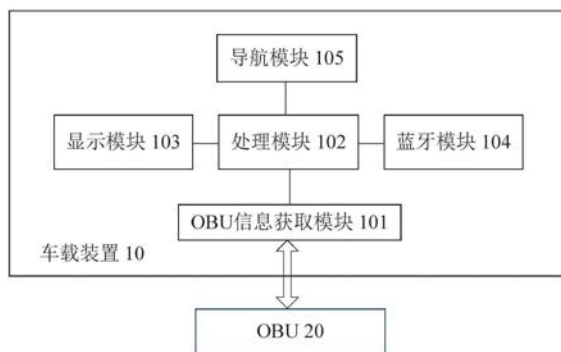 导航模块 105
显示模块 103
处理模块 102
蓝牙模块 104
OBU信息获取模块 101
车载装置 10
OBU 20